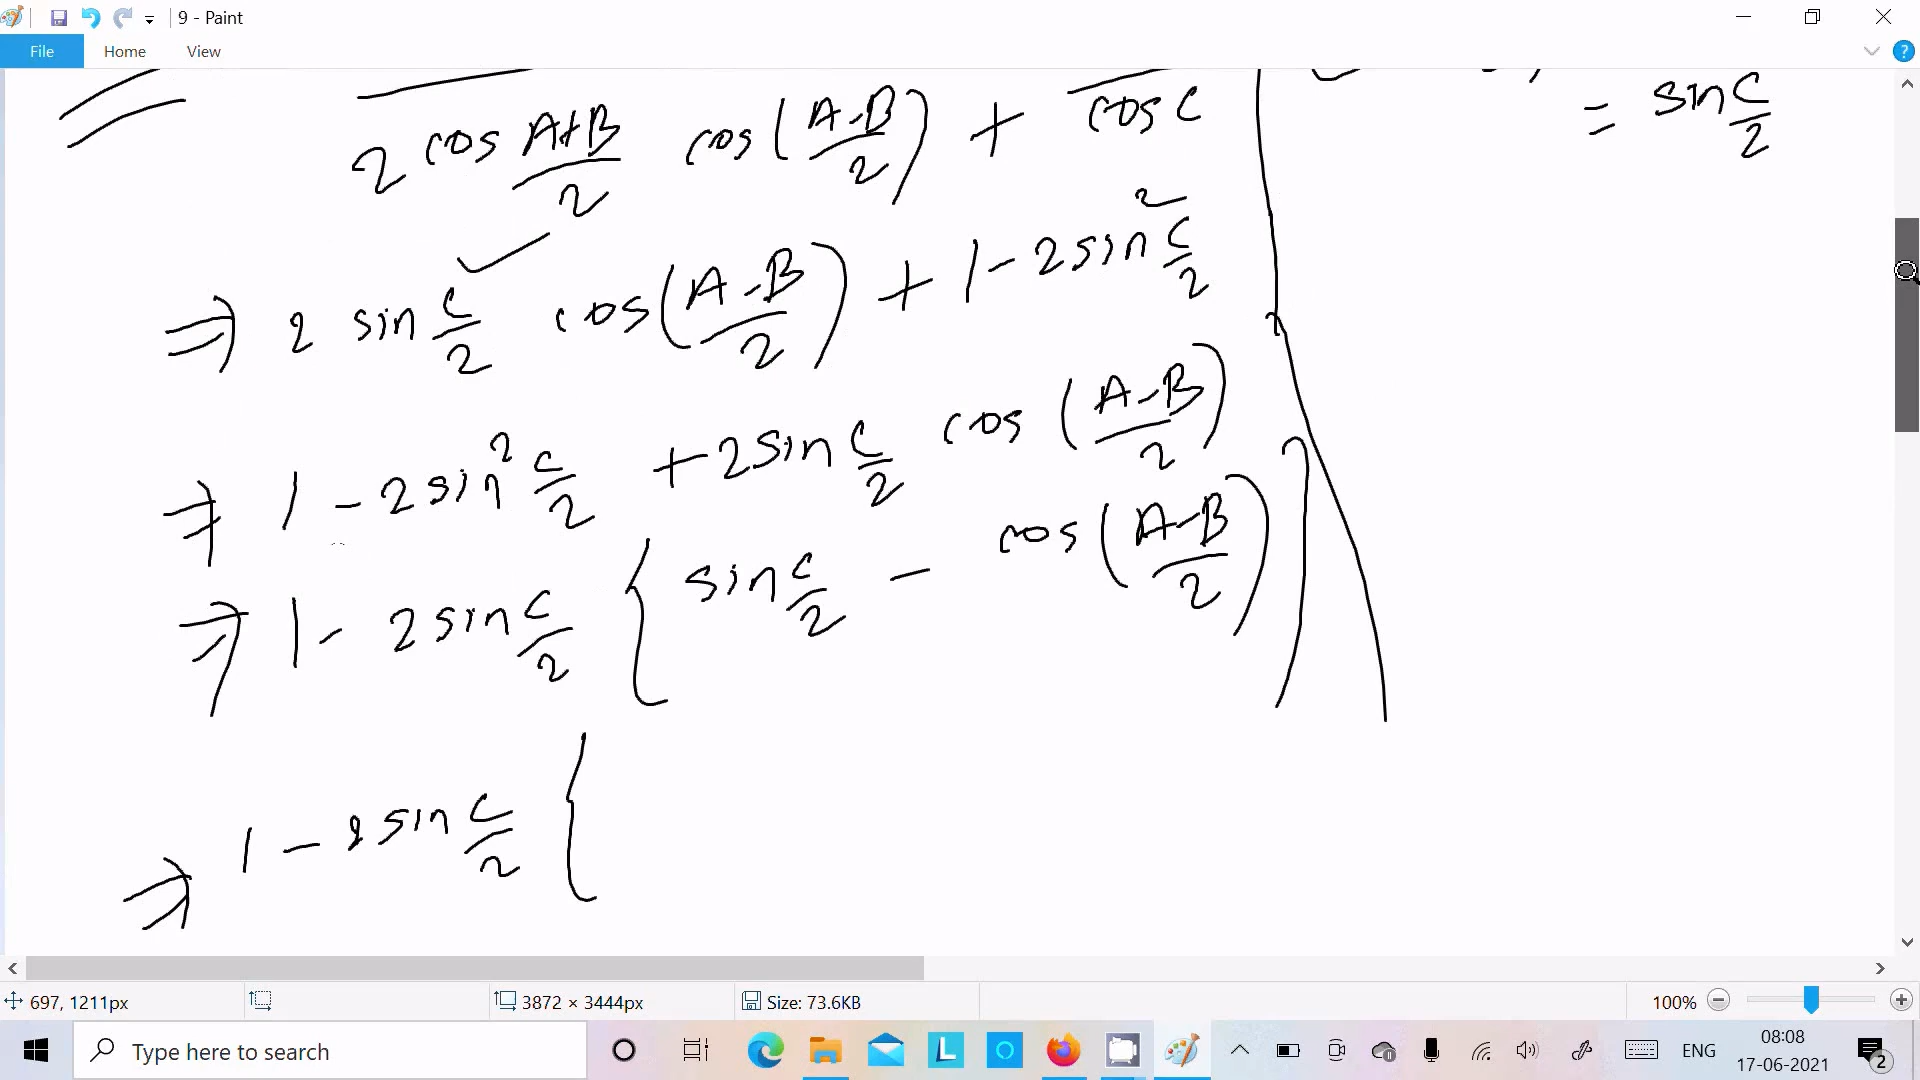 9 - Paint
File Home View
2 cos A+B/2 cos (A-B/2) + cos C
= sin C/2
⇒ 2 sin C/2 cos (A-B/2) + 1 - 2 sin² C/2
⇒ 1 - 2 sin² C/2 + 2 sin C/2 cos (A-B/2)
⇒ 1 - 2 sin C/2 { sin C/2 - cos (A-B/2) }
⇒ 1 - 2 sin C/2 {
697, 1211px 3872 × 3444px Size: 73.6KB 100%
Type here to search ENG 08:08
17-06-2021 2